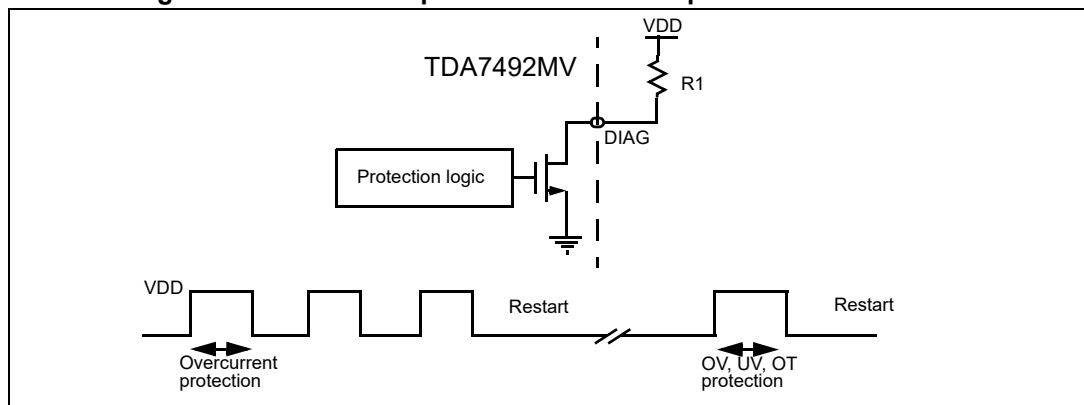 VDD
TDA7492MV
R1
DIAG
Protection logic
VDD
Restart
Restart
Overcurrent
protection
OV, UV, OT
protection